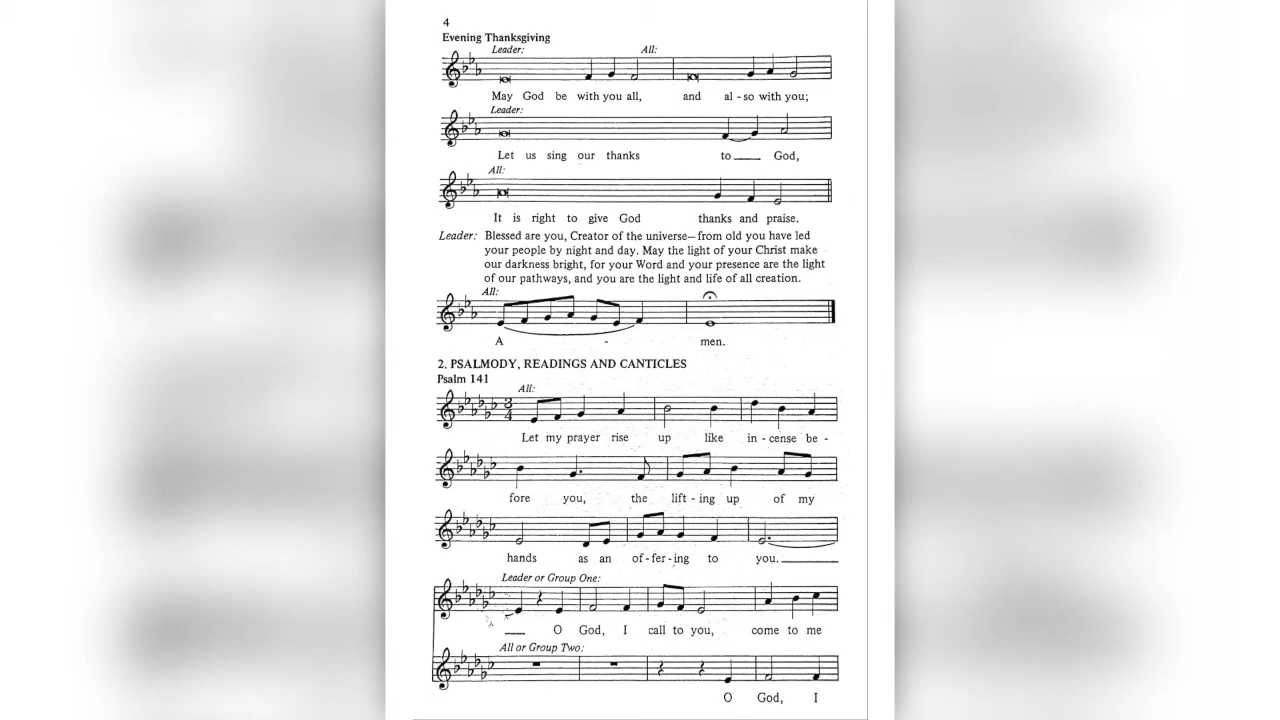 4
Evening Thanksgiving
Leader: All:
May God be with you all, and al - so with you;
Leader:
Let us sing our thanks to ___ God,
All:
It is right to give God thanks and praise.
Leader: Blessed are you, Creator of the universe—from old you have led
your people by night and day. May the light of your Christ make
our darkness bright, for your Word and your presence are the light
of our pathways, and you are the light and life of all creation.
All:
A - men.
2. PSALMODY, READINGS AND CANTICLES
Psalm 141
All:
3
4
Let my prayer rise up like in - cense be -
fore you, the lift - ing up of my
hands as an of - fer - ing to you. ___
Leader or Group One:
___ O God, I call to you, come to me
All or Group Two:
O God, I